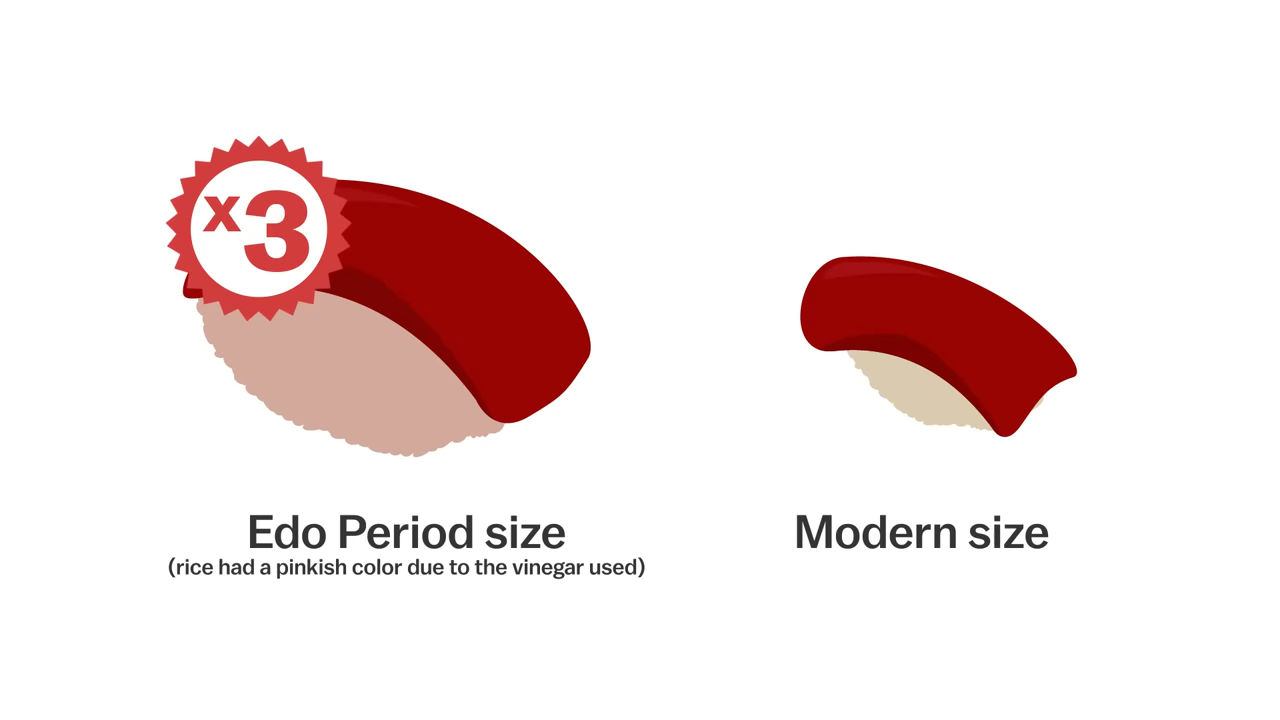 x3
Edo Period size
(rice had a pinkish color due to the vinegar used)
Modern size